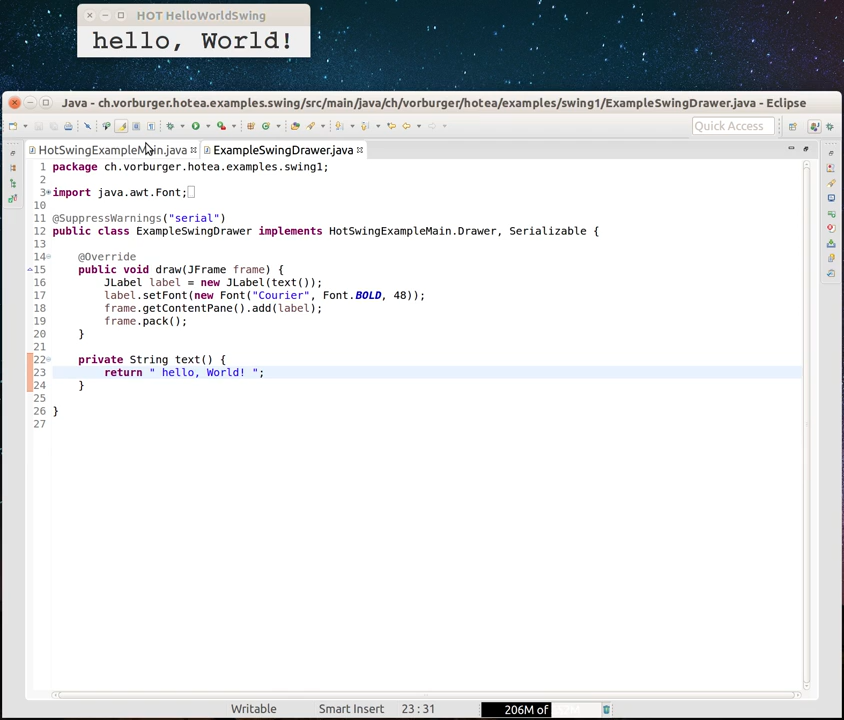 HOT HelloWorldSwing
hello, World!
Java - ch.vorburger.hotea.examples.swing/src/main/java/ch/vorburger/hotea/examples/swing1/ExampleSwingDrawer.java - Eclipse
Quick Access
HotSwingExampleMain.java
ExampleSwingDrawer.java
1 package ch.vorburger.hotea.examples.swing1;
2
3 import java.awt.Font;
10
11 @SuppressWarnings("serial")
12 public class ExampleSwingDrawer implements HotSwingExampleMain.Drawer, Serializable {
13
14     @Override
15     public void draw(JFrame frame) {
16         JLabel label = new JLabel(text());
17         label.setFont(new Font("Courier", Font.BOLD, 48));
18         frame.getContentPane().add(label);
19         frame.pack();
20     }
21
22     private String text() {
23         return " hello, World! ";
24     }
25
26 }
27
Writable
Smart Insert
23 : 31
206M of